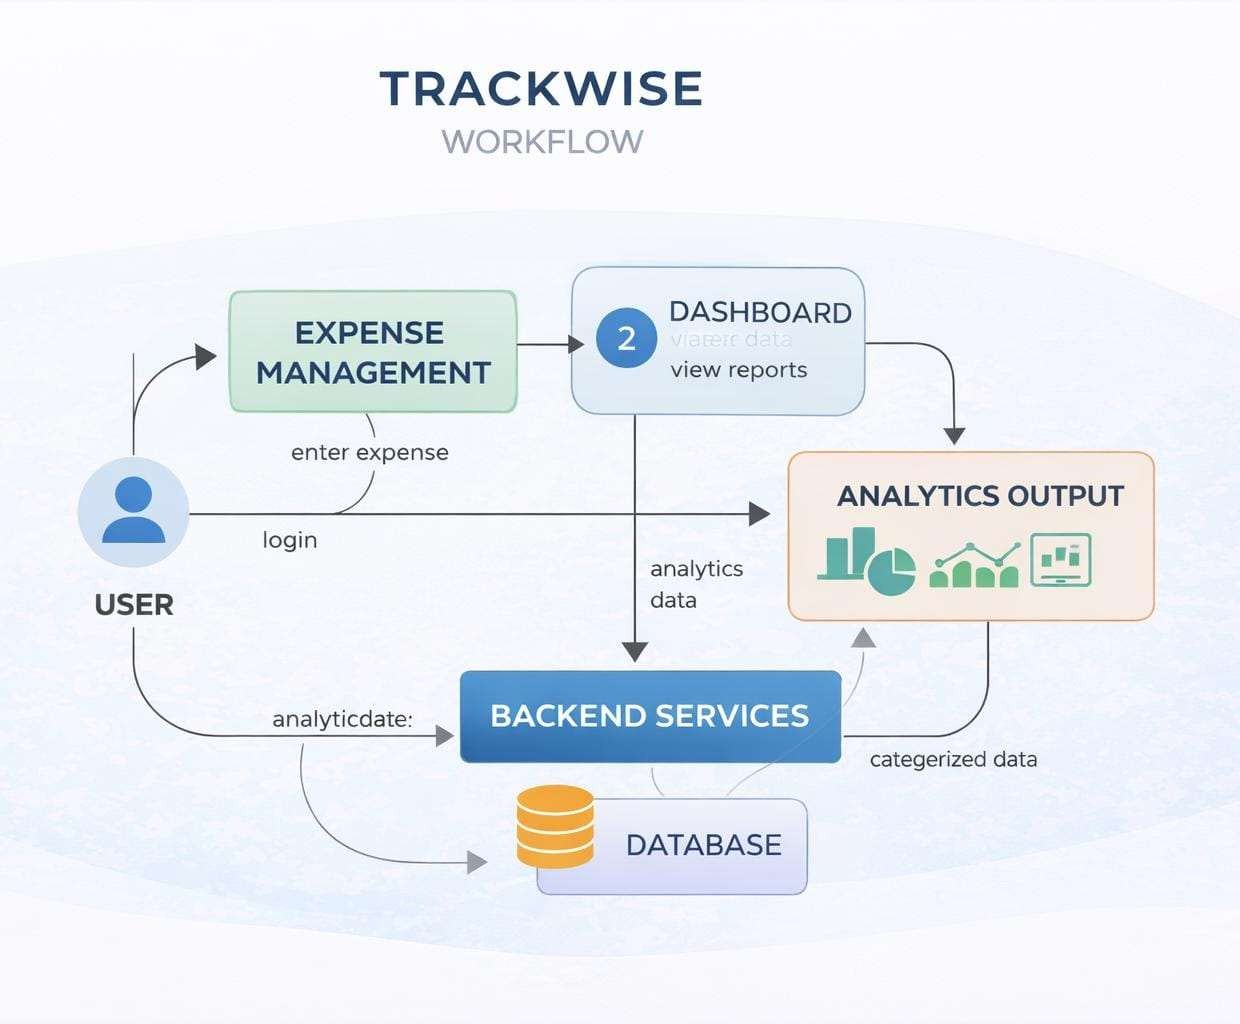 TRACKWISE
WORKFLOW
EXPENSE
MANAGEMENT
2
DASHBOARD
data
view reports
enter expense
login
ANALYTICS OUTPUT
USER
analytics
data
analyticdate:
BACKEND SERVICES
categerized data
DATABASE